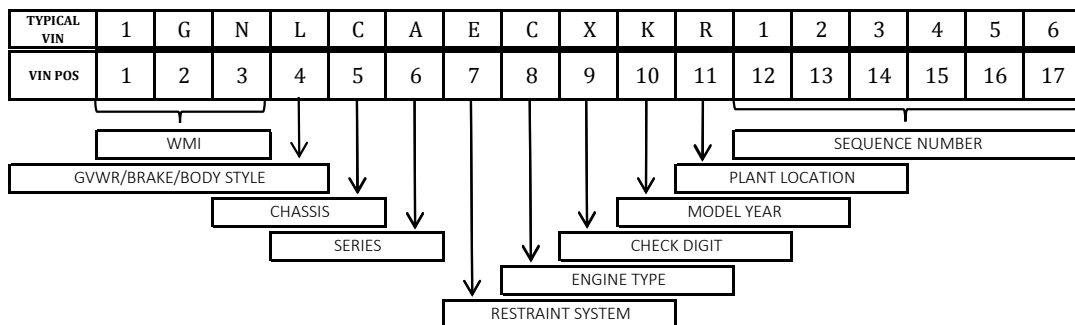 TYPICAL VIN 1 G N L C A E C X K R 1 2 3 4 5 6
VIN POS 1 2 3 4 5 6 7 8 9 10 11 12 13 14 15 16 17
WMI SEQUENCE NUMBER
GVWR/BRAKE/BODY STYLE PLANT LOCATION
CHASSIS MODEL YEAR
SERIES CHECK DIGIT
ENGINE TYPE
RESTRAINT SYSTEM